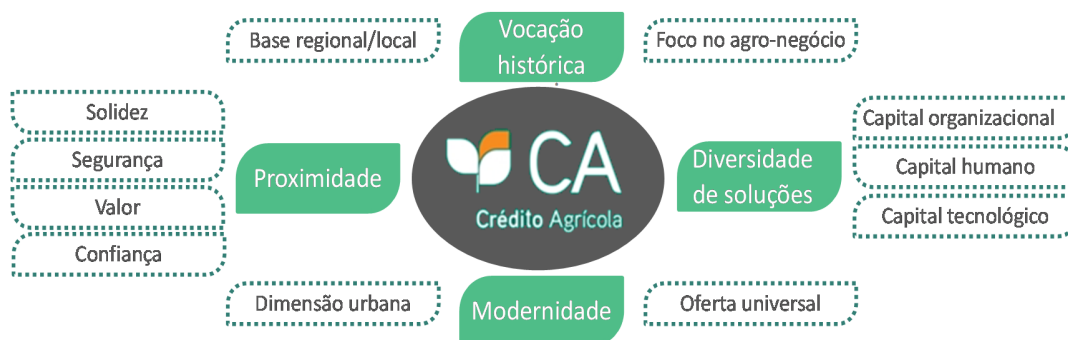 Base regional/local
Vocação
histórica
Foco no agro-negócio
Solidez
Segurança
Valor
Confiança
Proximidade
CA
Crédito Agrícola
Diversidade
de soluções
Capital organizacional
Capital humano
Capital tecnológico
Dimensão urbana
Modernidade
Oferta universal